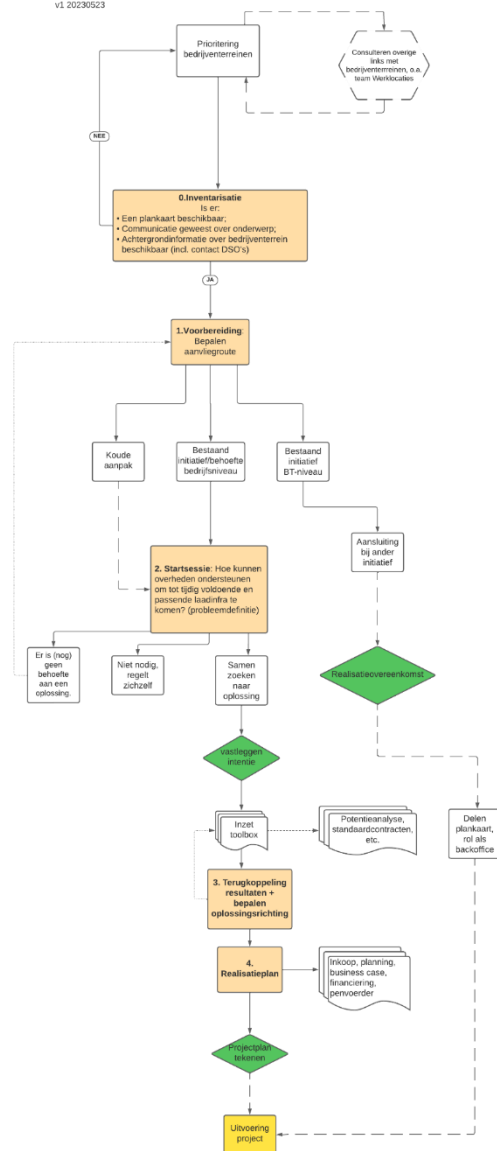 v1 20230523
Prioritering
bedrijventerreinen
Consulteren overige
links met
bedrijventerrreinen, o.a.
team Werklocaties
NEE
0.Inventarisatie
Is er:
• Een plankaart beschikbaar;
• Communicatie geweest over onderwerp;
• Achtergrondinformatie over bedrijventerrein
beschikbaar (incl. contact DSO's)
JA
1.Voorbereiding:
Bepalen
aanvliegroute
Koude
aanpak
Bestaand
initiatief/behoefte
bedrijfsniveau
Bestaand
initiatief
BT-niveau
Aansluiting
bij ander
initiatief
2. Startsessie: Hoe kunnen
overheden ondersteunen
om tot tijdig voldoende en
passende laadinfra te
komen? (probleemdefinitie)
Er is (nog)
geen
behoefte
aan een
oplossing.
Niet nodig,
regelt
zichzelf
Samen
zoeken
naar
oplossing
Realisatieovereenkomst
vastleggen
intentie
Inzet
toolbox
Potentieanalyse,
standaardcontracten,
etc.
Delen
plankaart,
rol als
backoffice
3. Terugkoppeling
resultaten +
bepalen
oplossingsrichting
4.
Realisatieplan
Inkoop, planning,
business case,
financiering,
penvoerder
Projectplan
tekenen
Uitvoering
project